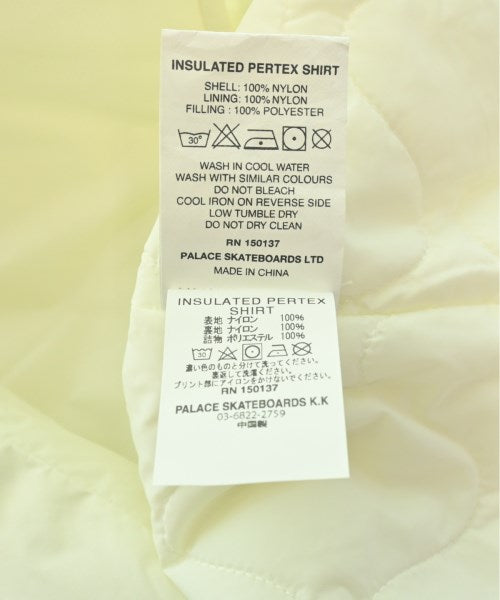 INSULATED PERTEX SHIRT
SHELL: 100% NYLON
LINING: 100% NYLON
FILLING : 100% POLYESTER
30°
WASH IN COOL WATER
WASH WITH SIMILAR COLOURS
DO NOT BLEACH
COOL IRON ON REVERSE SIDE
LOW TUMBLE DRY
DO NOT DRY CLEAN
RN 150137
PALACE SKATEBOARDS LTD
MADE IN CHINA
INSULATED PERTEX
SHIRT
表地 ナイロン 100%
裏地 ナイロン 100%
詰物 ポリエステル 100%
30
濃い色のものと分けて洗ってください。
裏返して洗濯ください。
プリント部にアイロンをかけないでください。
RN 150137
PALACE SKATEBOARDS K.K
03-6822-2759
中国製